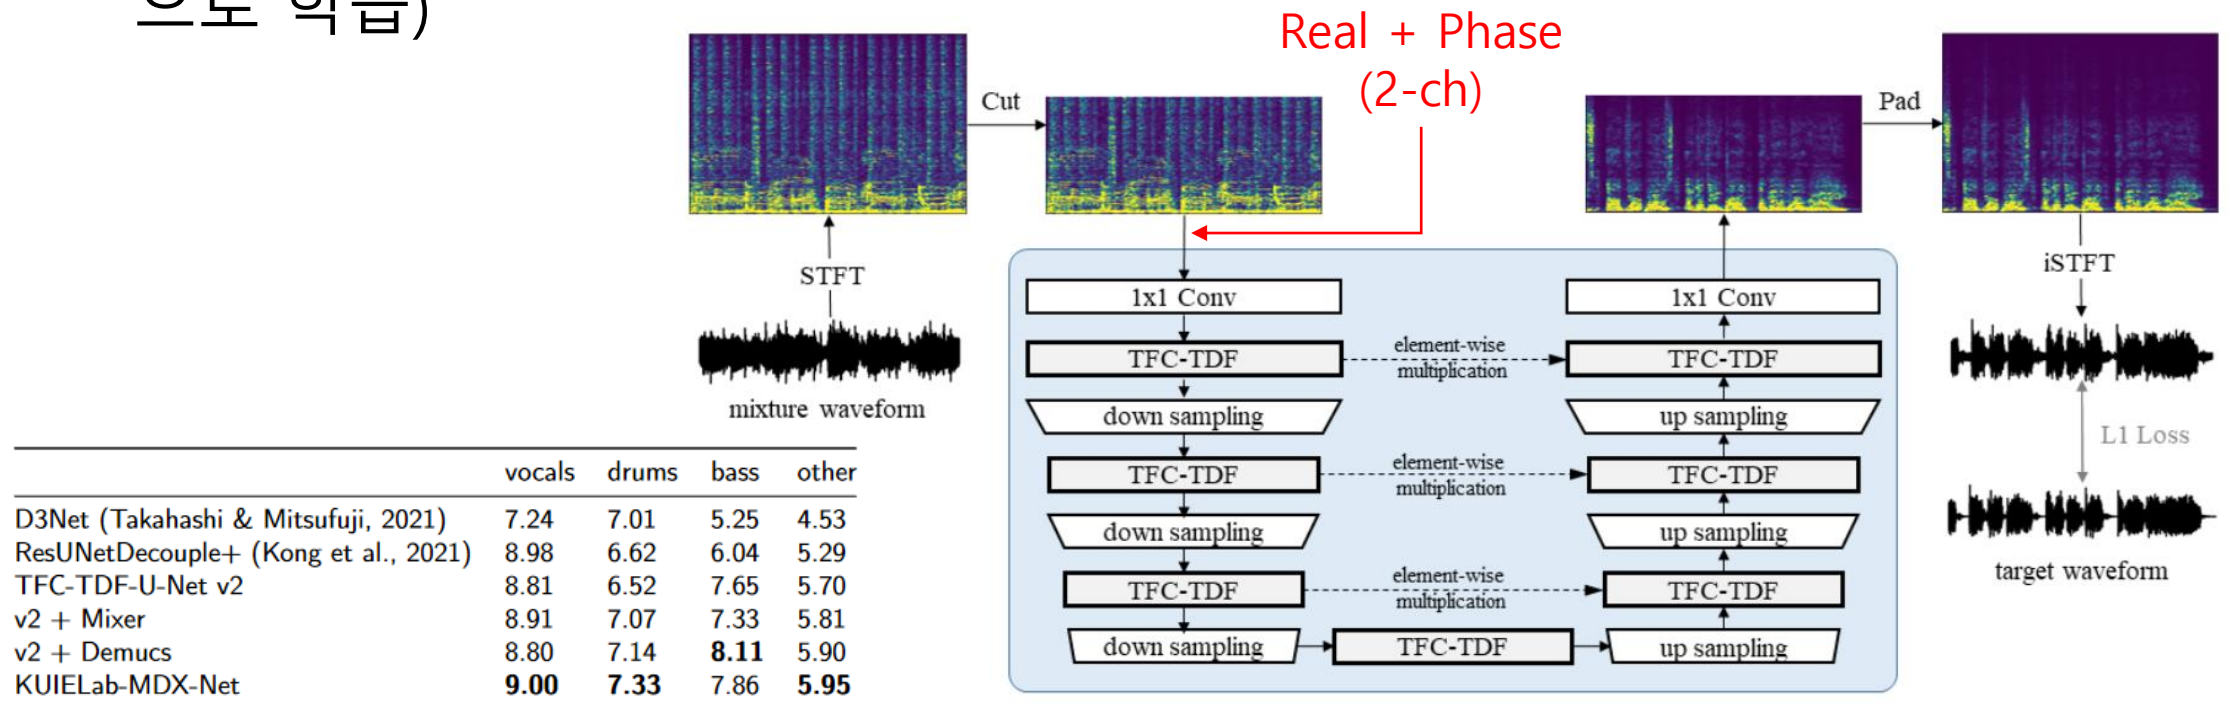 으로 학습)
Real + Phase
(2-ch)
Cut
Pad
STFT
iSTFT
mixture waveform
1x1 Conv
1x1 Conv
TFC-TDF
element-wise
multiplication
TFC-TDF
down sampling
up sampling
TFC-TDF
element-wise
multiplication
TFC-TDF
down sampling
up sampling
TFC-TDF
element-wise
multiplication
TFC-TDF
down sampling
TFC-TDF
up sampling
L1 Loss
target waveform
vocals drums bass other
D3Net (Takahashi & Mitsufuji, 2021) 7.24 7.01 5.25 4.53
ResUNetDecouple+ (Kong et al., 2021) 8.98 6.62 6.04 5.29
TFC-TDF-U-Net v2 8.81 6.52 7.65 5.70
v2 + Mixer 8.91 7.07 7.33 5.81
v2 + Demucs 8.80 7.14 8.11 5.90
KUIELab-MDX-Net 9.00 7.33 7.86 5.95